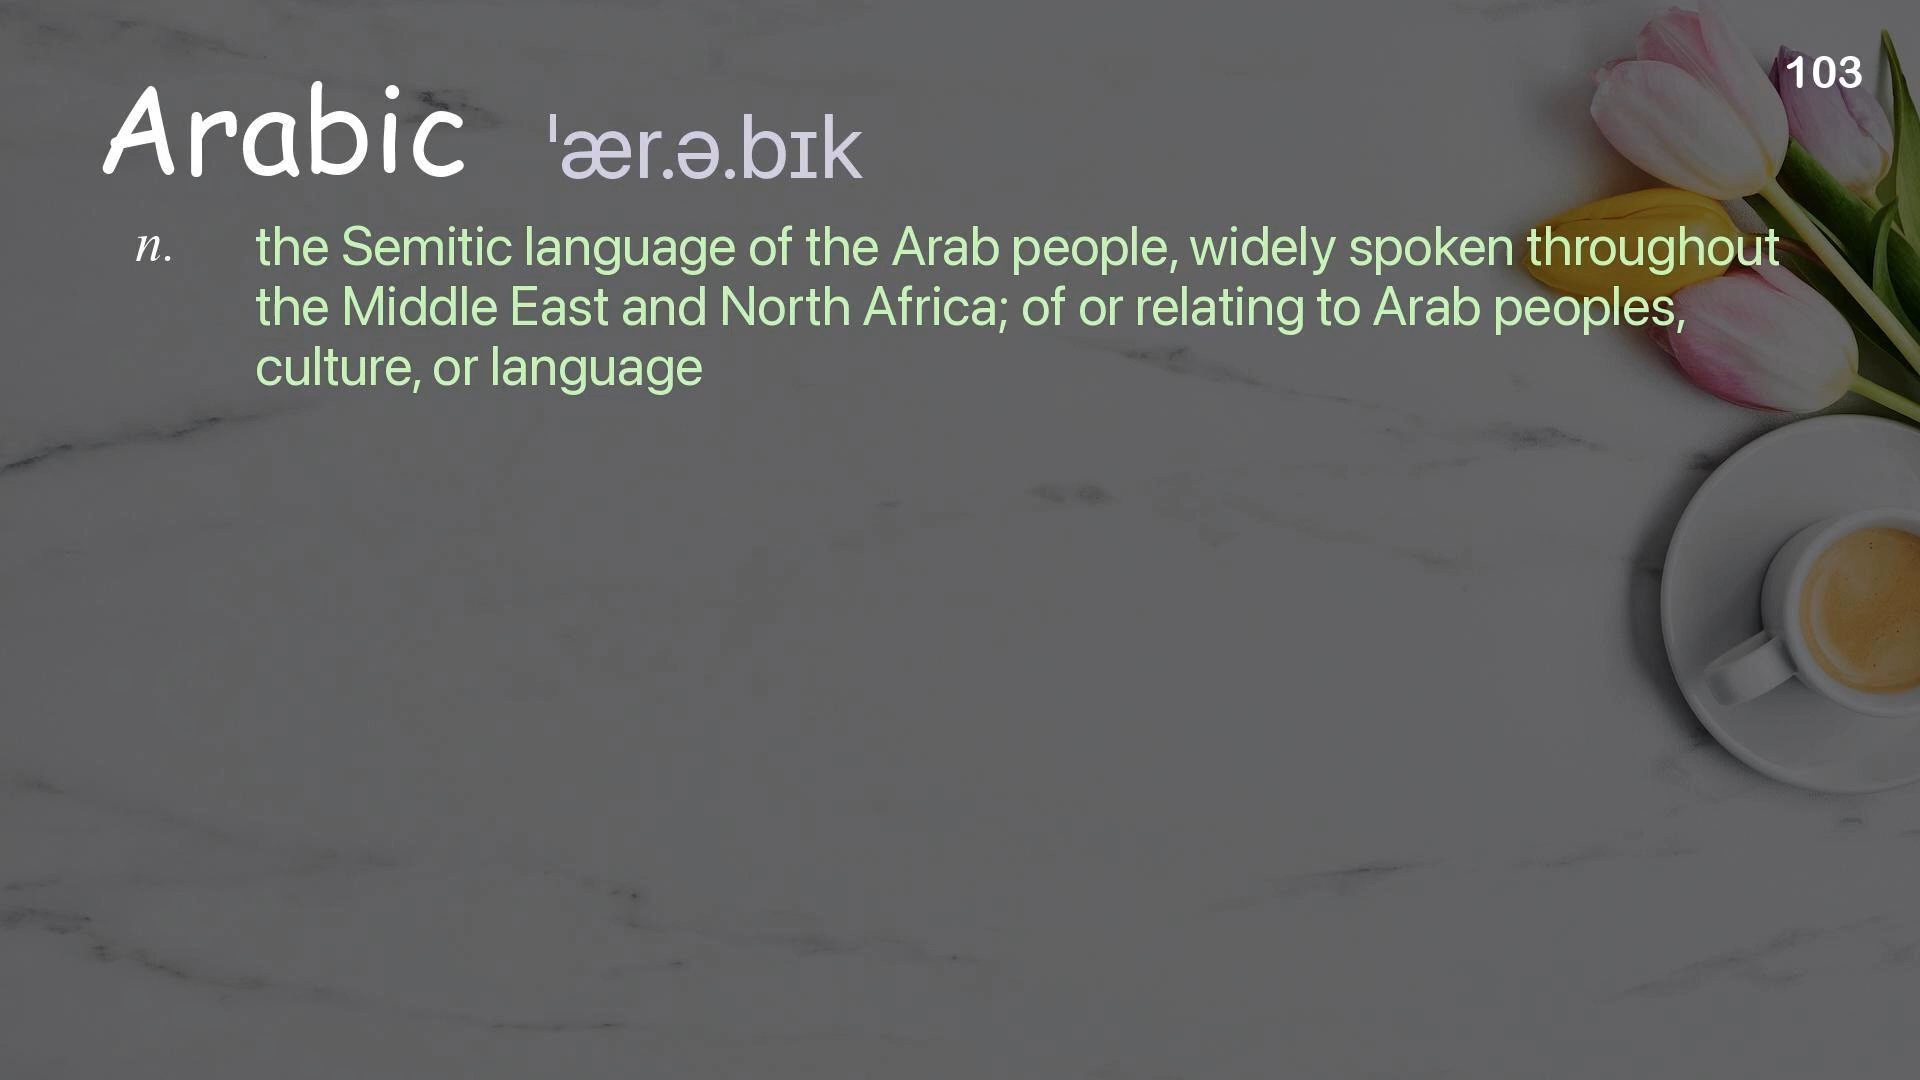 103
Arabic ˈær.ə.bɪk
n. the Semitic language of the Arab people, widely spoken throughout
the Middle East and North Africa; of or relating to Arab peoples,
culture, or language